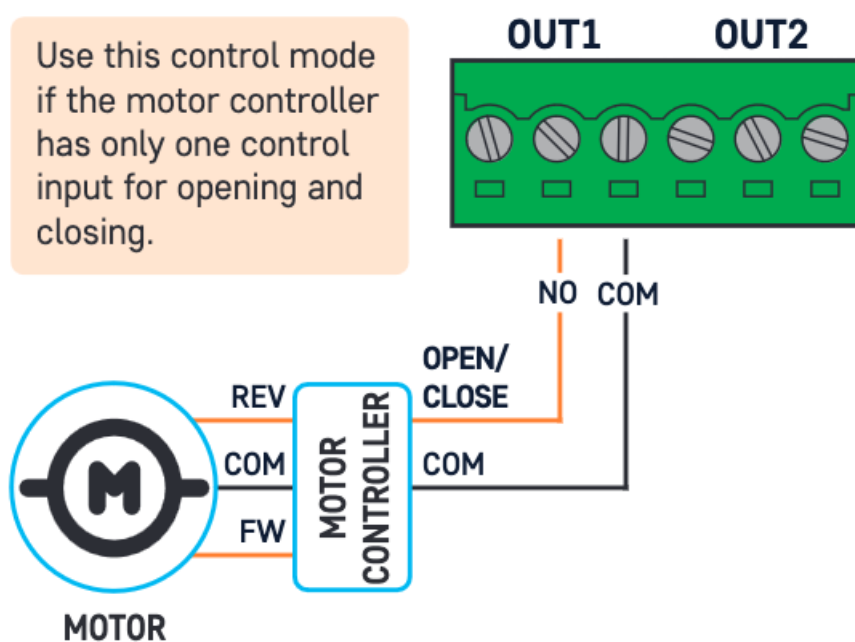 Use this control mode
if the motor controller
has only one control
input for opening and
closing.
OUT1 OUT2
NO COM
OPEN/
CLOSE
COM
REV
COM
FW
MOTOR
CONTROLLER
M
MOTOR